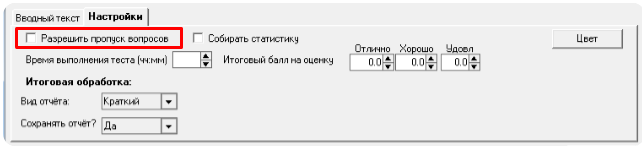 Вводный текст Настройки
Разрешить пропуск вопросов Собирать статистику Цвет
Отлично Хорошо Удовл
Время выполнения теста (чч:мм) Итоговый балл на оценку 0.0 0.0 0.0
Итоговая обработка:
Вид отчёта: Краткий
Сохранять отчёт? Да